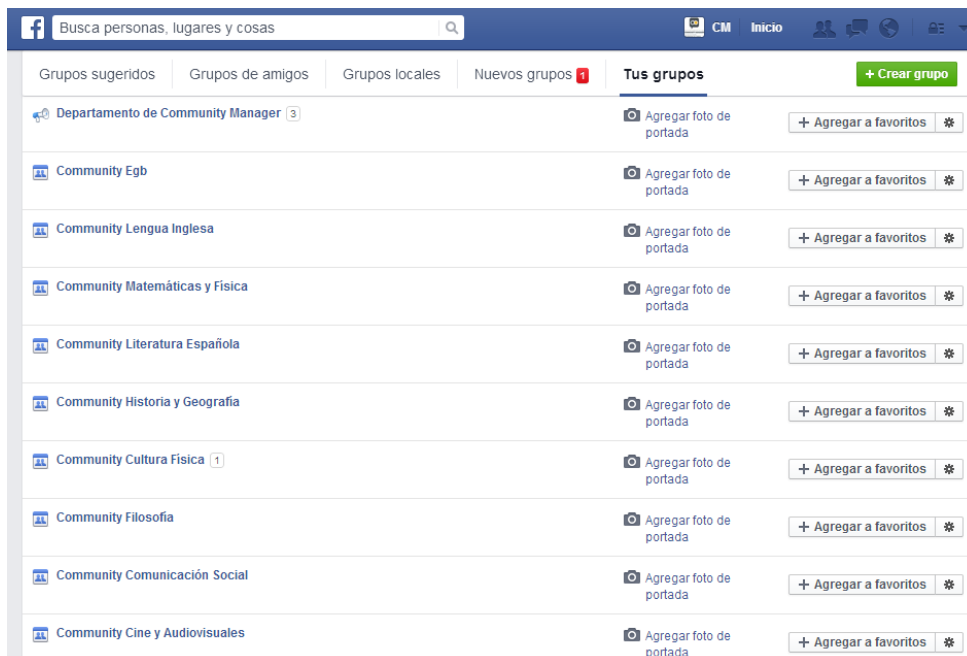 f Busca personas, lugares y cosas CM Inicio
Grupos sugeridos Grupos de amigos Grupos locales Nuevos grupos 1 Tus grupos + Crear grupo
Departamento de Community Manager 3 Agregar foto de + Agregar a favoritos
portada
Community Egb Agregar foto de + Agregar a favoritos
portada
Community Lengua Inglesa Agregar foto de + Agregar a favoritos
portada
Community Matemáticas y Física Agregar foto de + Agregar a favoritos
portada
Community Literatura Española Agregar foto de + Agregar a favoritos
portada
Community Historia y Geografía Agregar foto de + Agregar a favoritos
portada
Community Cultura Física 1 Agregar foto de + Agregar a favoritos
portada
Community Filosofía Agregar foto de + Agregar a favoritos
portada
Community Comunicación Social Agregar foto de + Agregar a favoritos
portada
Community Cine y Audiovisuales Agregar foto de + Agregar a favoritos
portada